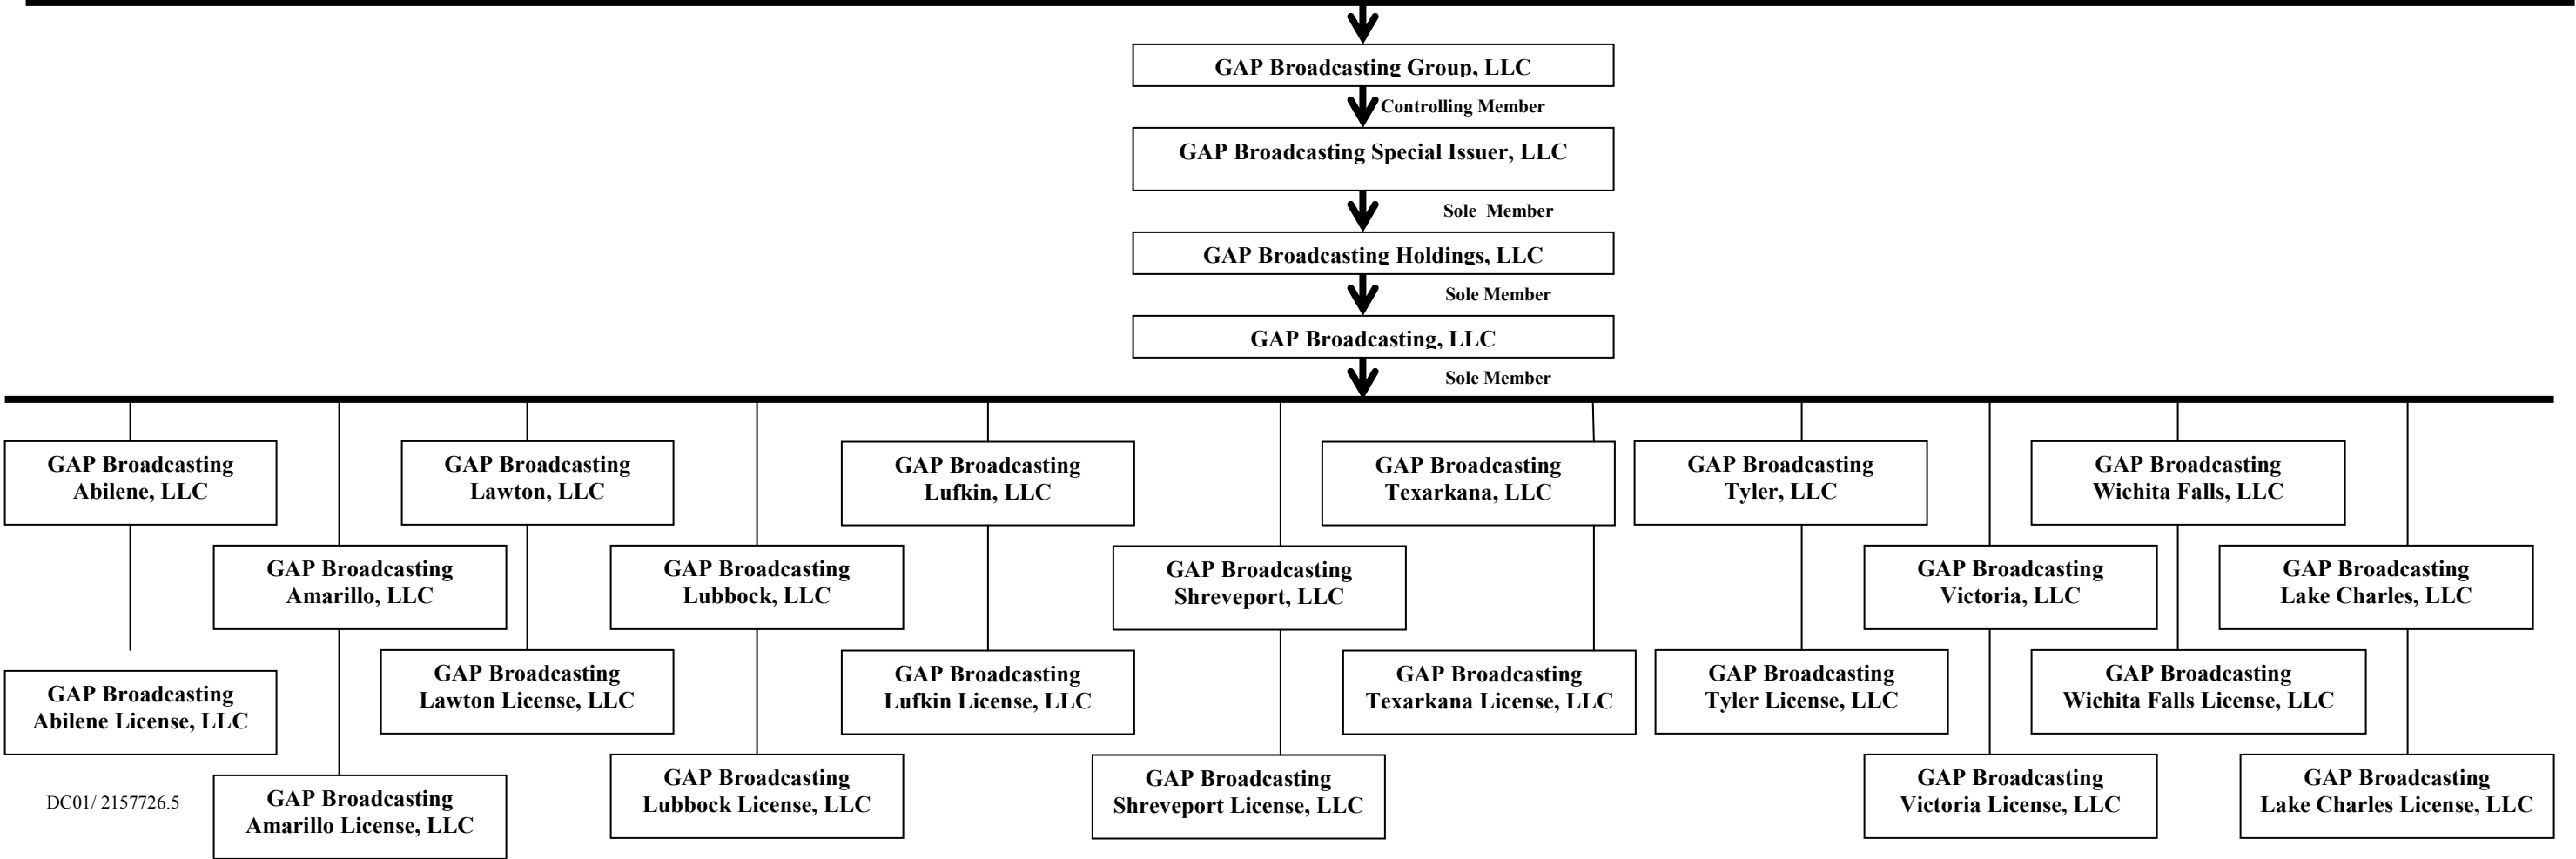 GAP Broadcasting Group, LLC
Controlling Member
GAP Broadcasting Special Issuer, LLC
Sole Member
GAP Broadcasting Holdings, LLC
Sole Member
GAP Broadcasting, LLC
Sole Member
GAP Broadcasting
Abilene, LLC
GAP Broadcasting
Lawton, LLC
GAP Broadcasting
Lufkin, LLC
GAP Broadcasting
Texarkana, LLC
GAP Broadcasting
Tyler, LLC
GAP Broadcasting
Wichita Falls, LLC
GAP Broadcasting
Amarillo, LLC
GAP Broadcasting
Lubbock, LLC
GAP Broadcasting
Shreveport, LLC
GAP Broadcasting
Victoria, LLC
GAP Broadcasting
Lake Charles, LLC
GAP Broadcasting
Abilene License, LLC
GAP Broadcasting
Lawton License, LLC
GAP Broadcasting
Lufkin License, LLC
GAP Broadcasting
Texarkana License, LLC
GAP Broadcasting
Tyler License, LLC
GAP Broadcasting
Wichita Falls License, LLC
GAP Broadcasting
Amarillo License, LLC
GAP Broadcasting
Lubbock License, LLC
GAP Broadcasting
Shreveport License, LLC
GAP Broadcasting
Victoria License, LLC
GAP Broadcasting
Lake Charles License, LLC
DC01/ 2157726.5